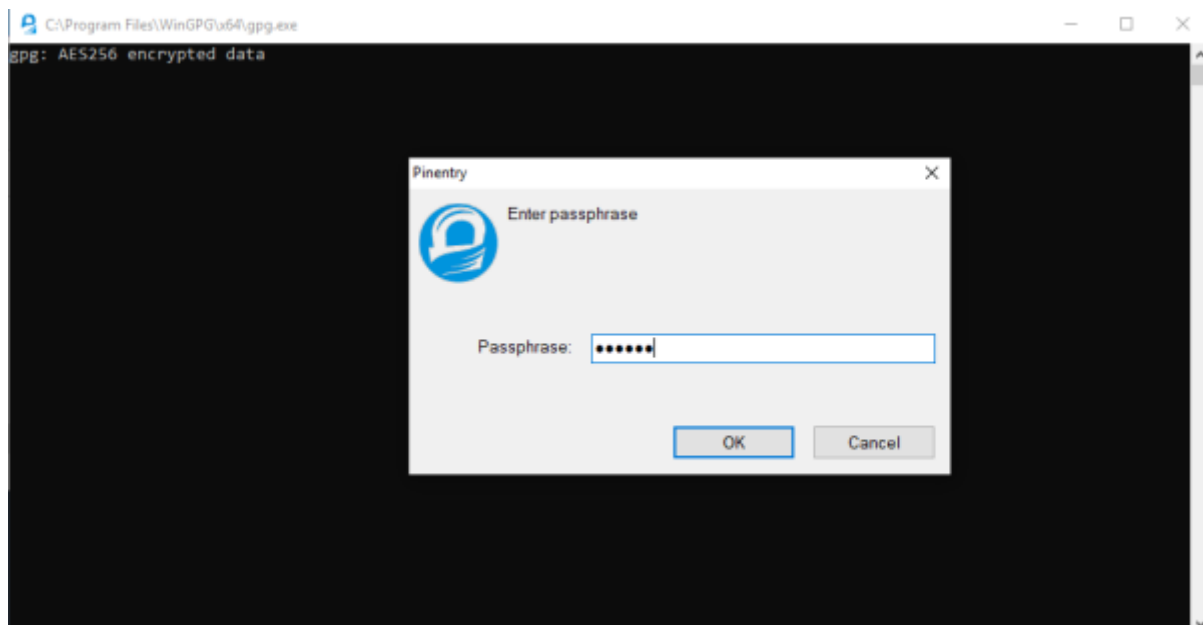 C:\Program Files\WinGPG\x64\gpg.exe
gpg: AES256 encrypted data
Pinentry
Enter passphrase
Passphrase: ••••••
OK Cancel